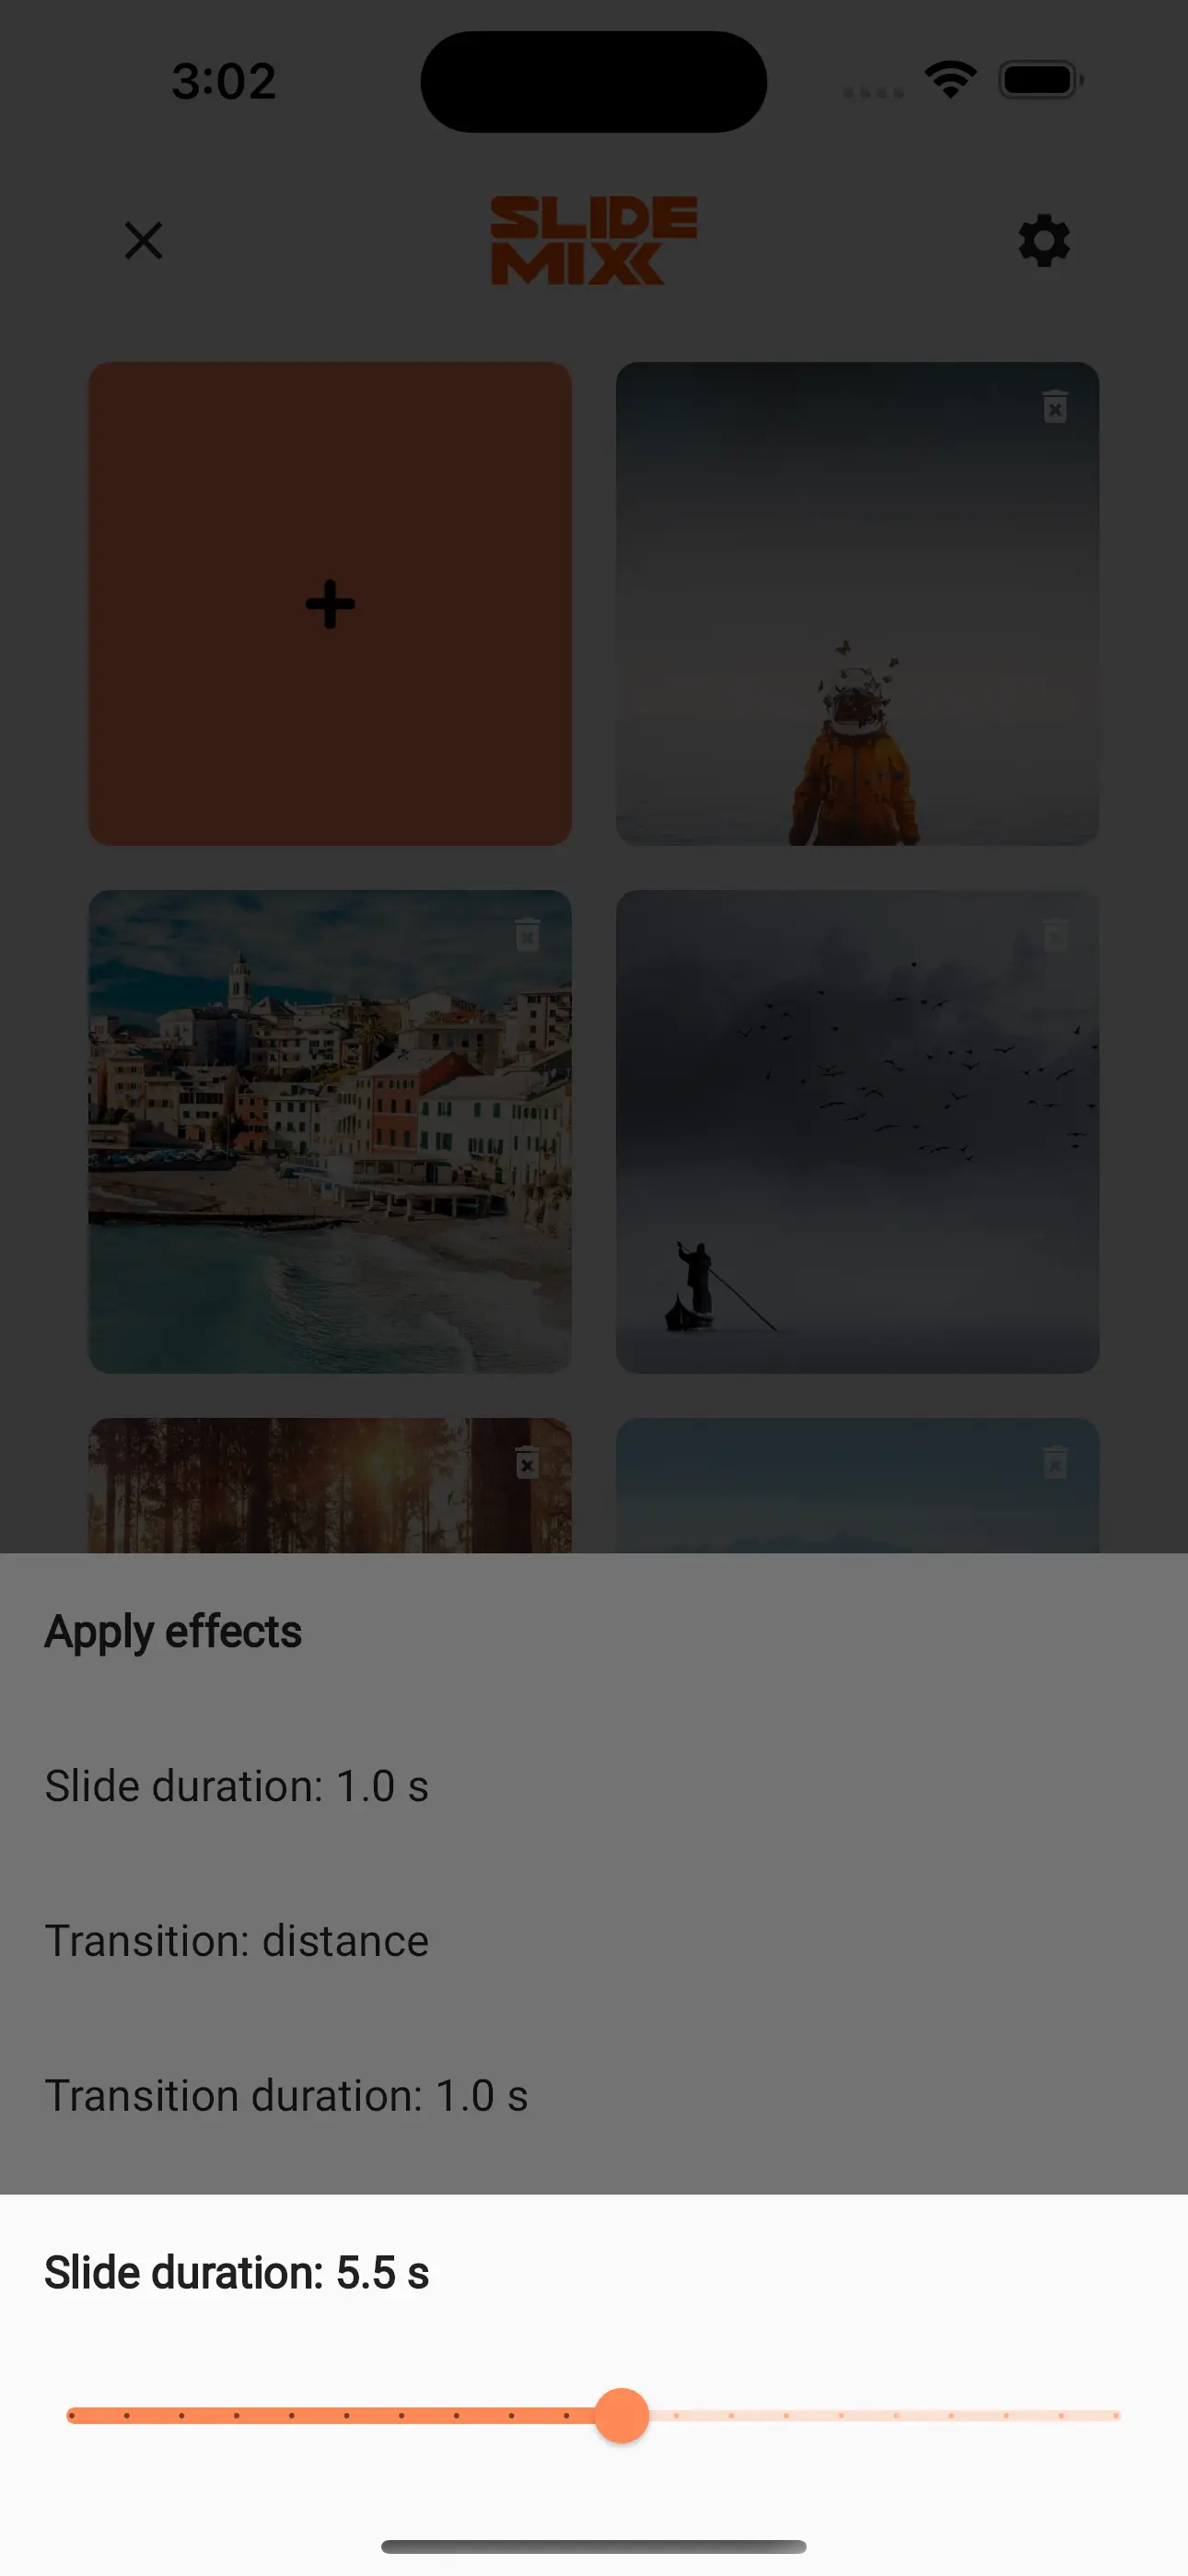 3:02
SLIDE
MIX
Apply effects
Slide duration: 1.0 s
Transition: distance
Transition duration: 1.0 s
Slide duration: 5.5 s